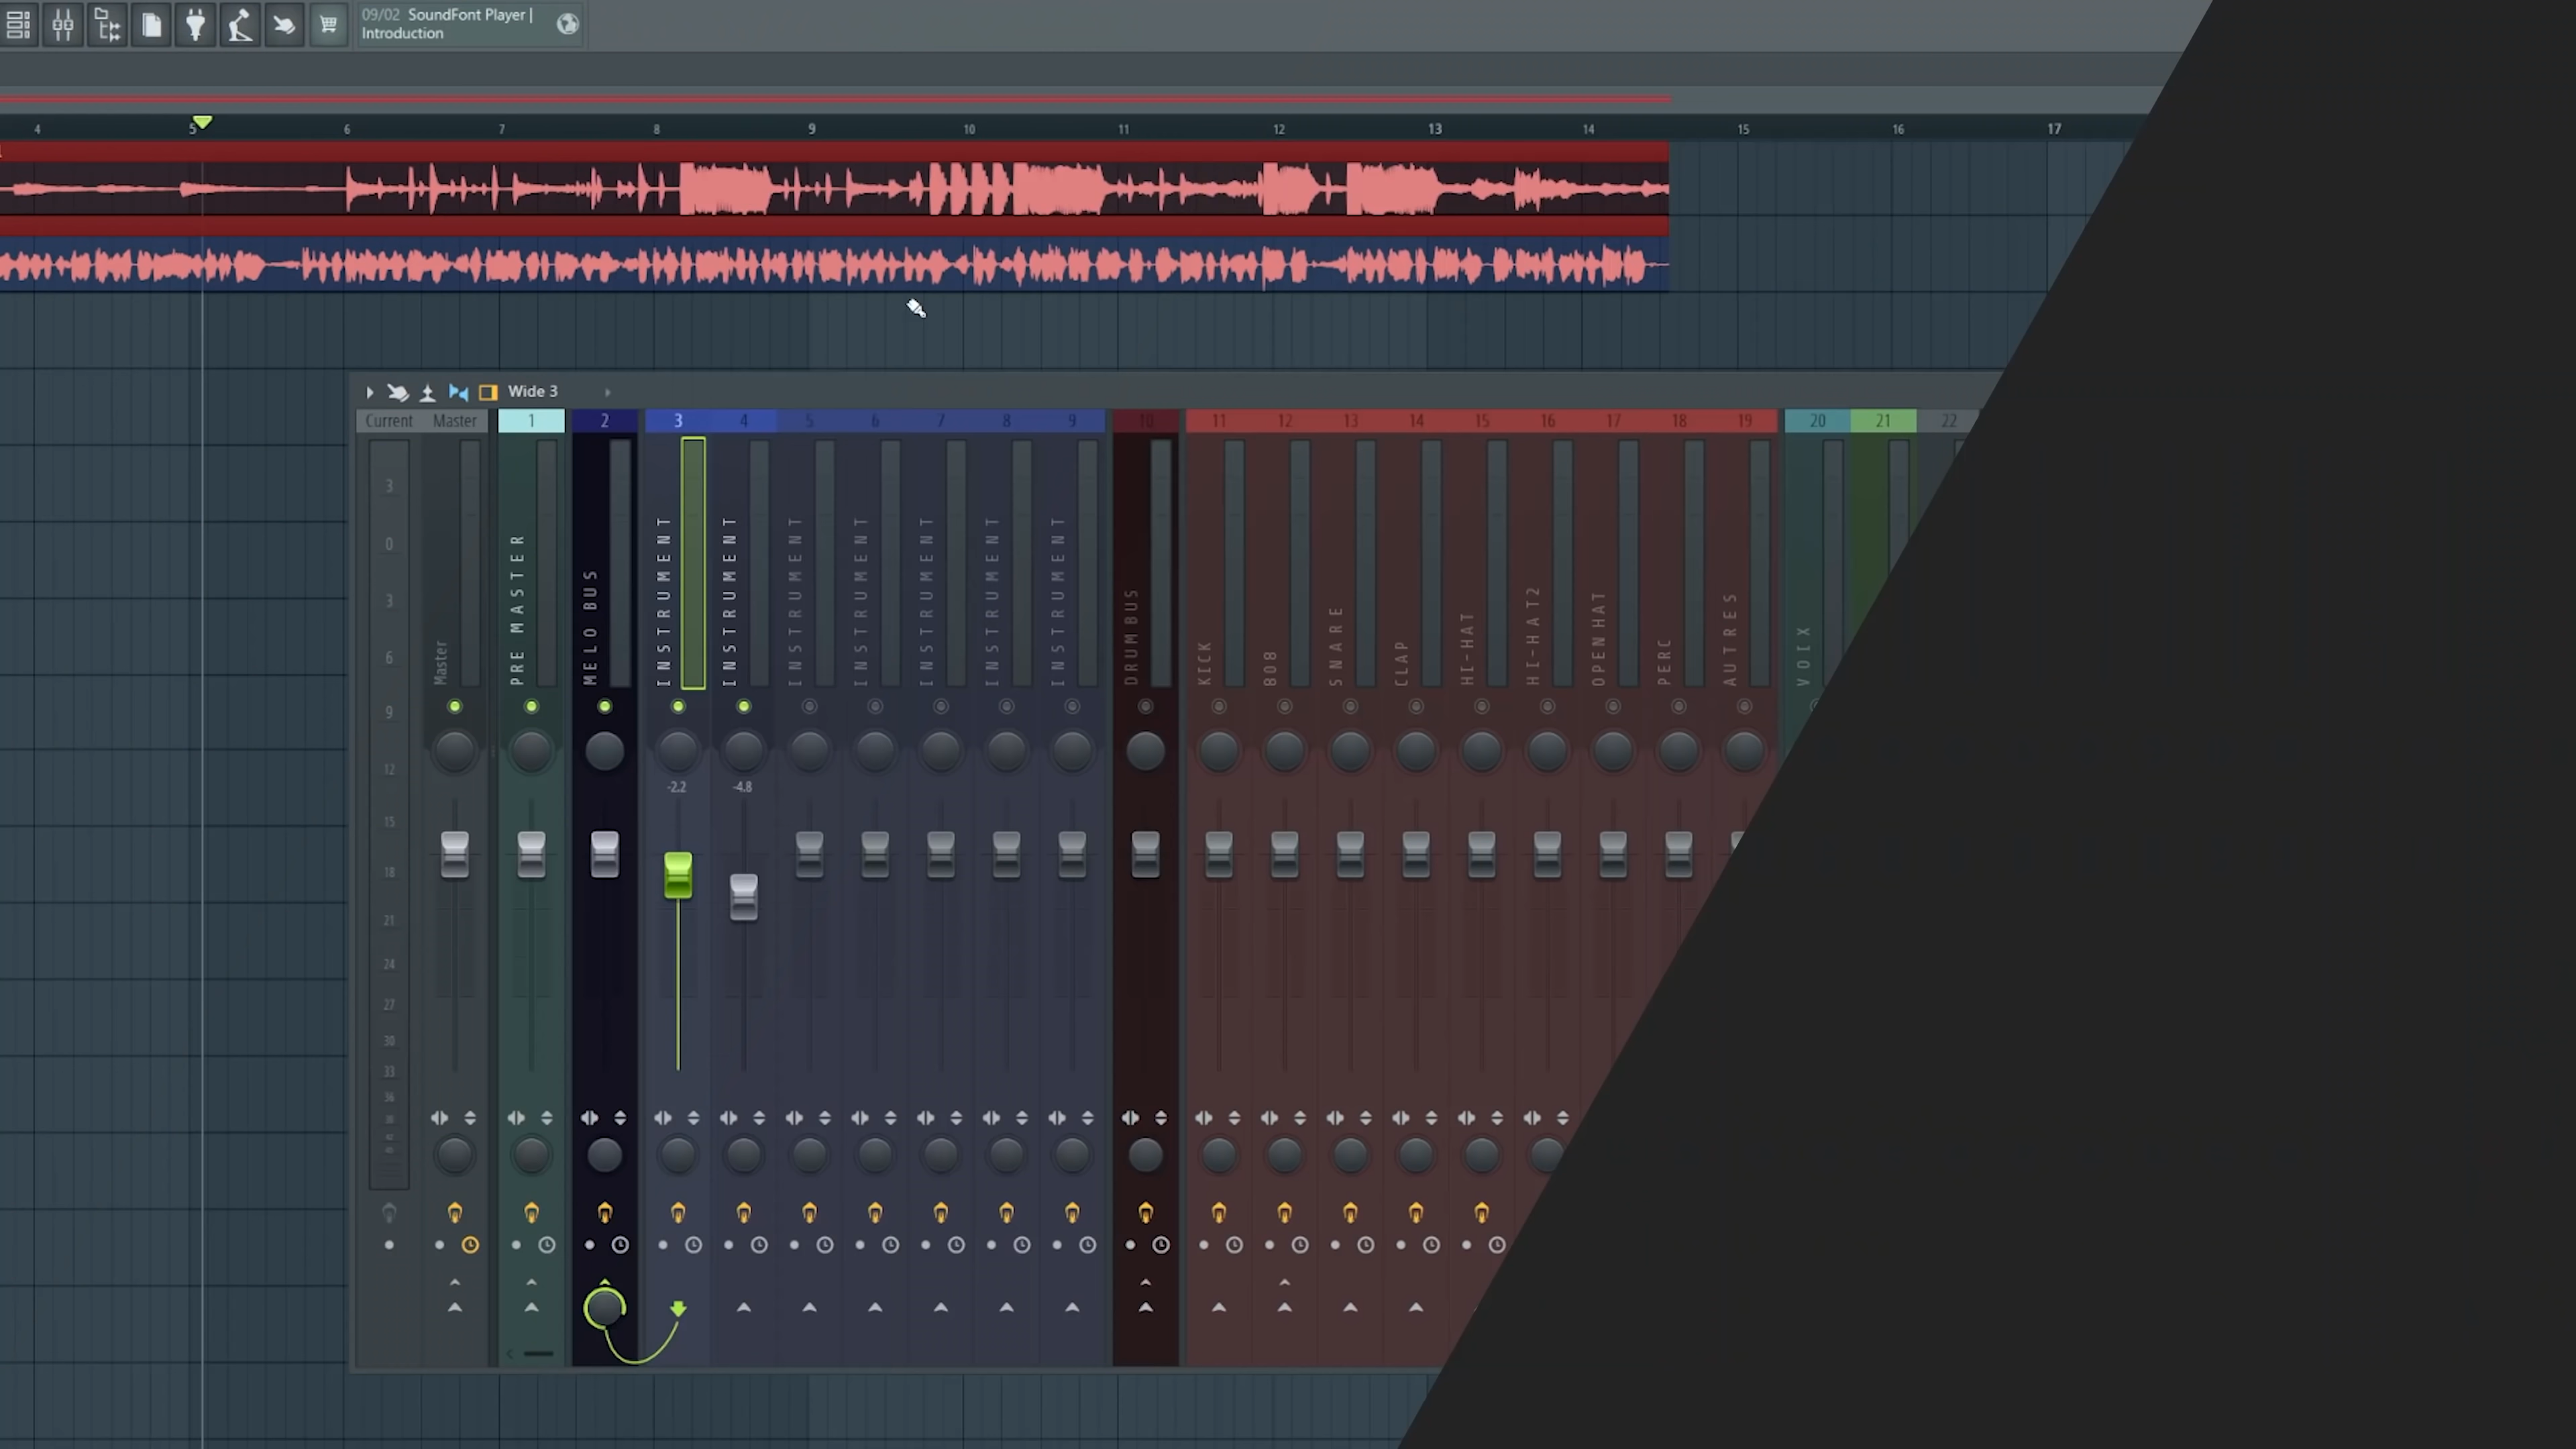 09/02 SoundFont Player |
Introduction
4 5 6 7 8 9 10 11 12 13 14 15 16 17
Wide 3
Current Master 1 2 3 4 5 6 7 8 9 10 11 12 13 14 15 16 17 18 19 20 21 22
3
0
3
6
9
12
15
18
21
24
27
30
33
36
Master
PRE MASTER
MELO BUS
INSTRUMENT
INSTRUMENT
INSTRUMENT
INSTRUMENT
INSTRUMENT
INSTRUMENT
INSTRUMENT
DRUM BUS
KICK
808
SNARE
CLAP
HI-HAT
HI-HAT2
OPEN HAT
PERC
AUTRES
VOIX
-2.2 -4.8